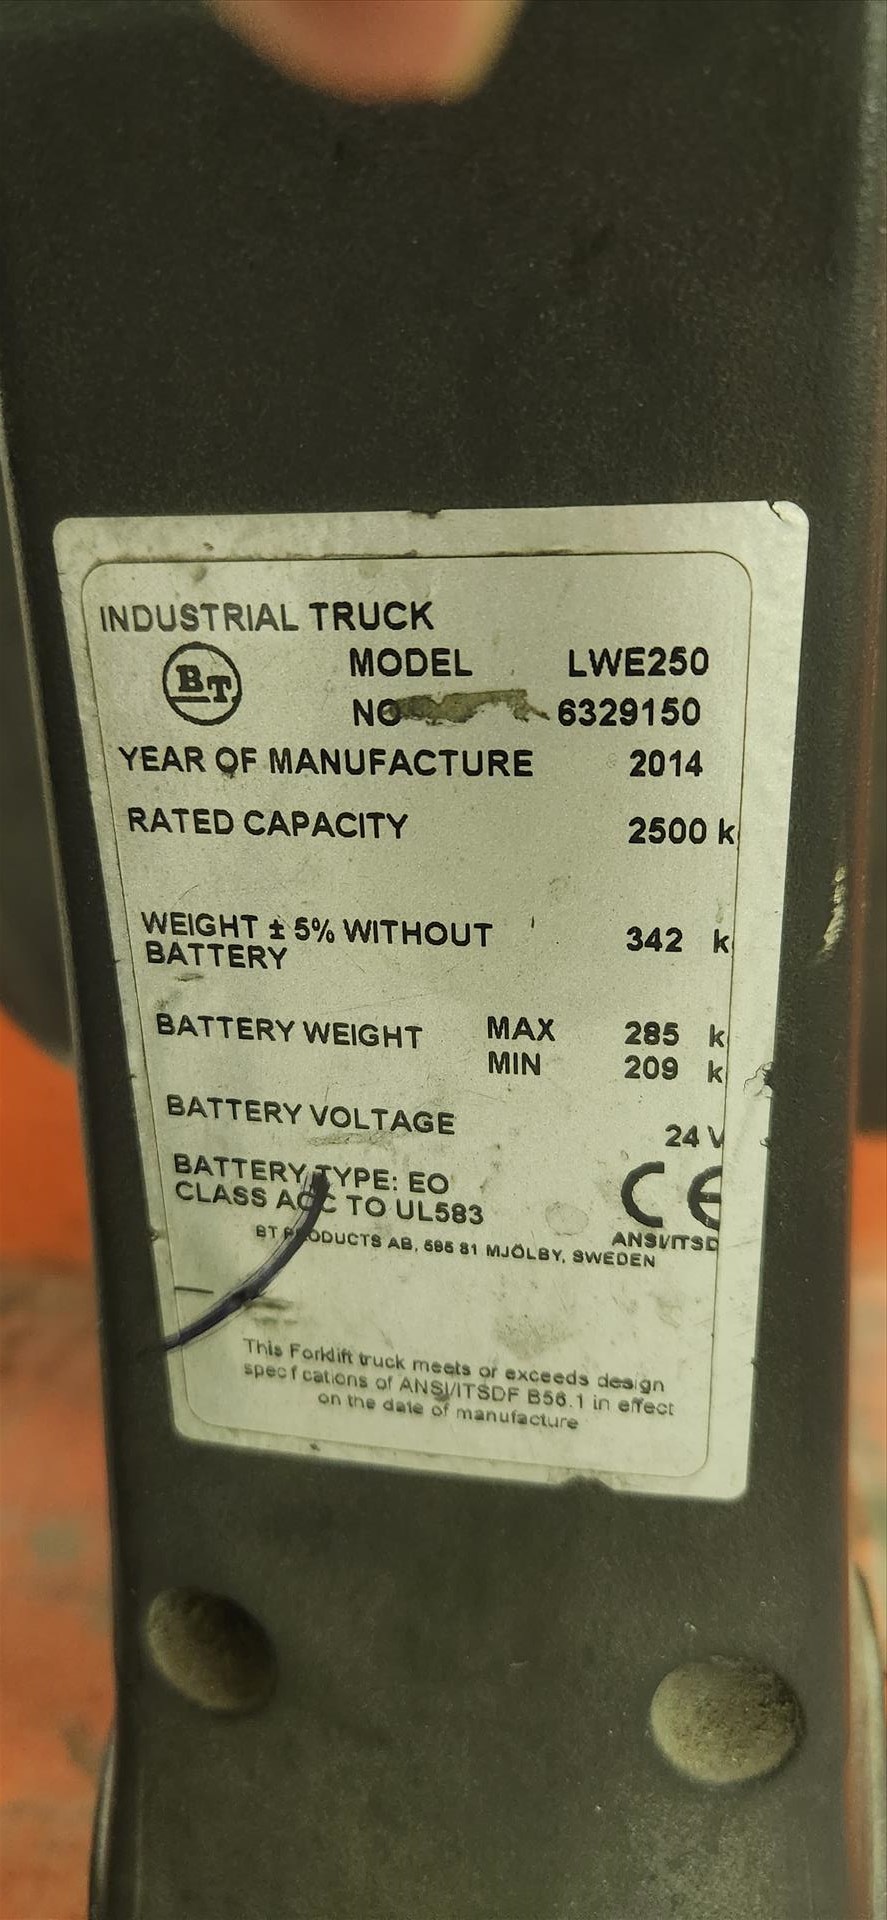 INDUSTRIAL TRUCK
BT
MODEL LWE250
NO 6329150
YEAR OF MANUFACTURE 2014
RATED CAPACITY 2500 k
WEIGHT ± 5% WITHOUT 342 k
BATTERY
BATTERY WEIGHT MAX 285 k
MIN 209 k
BATTERY VOLTAGE 24 V
BATTERY TYPE: EO
CLASS ACC TO UL583
CE
ANSI/ITSD
BT PRODUCTS AB, 595 81 MJÖLBY, SWEDEN
This Forklift truck meets or exceeds design
specifications of ANSI/ITSDF B56.1 in effect
on the date of manufacture